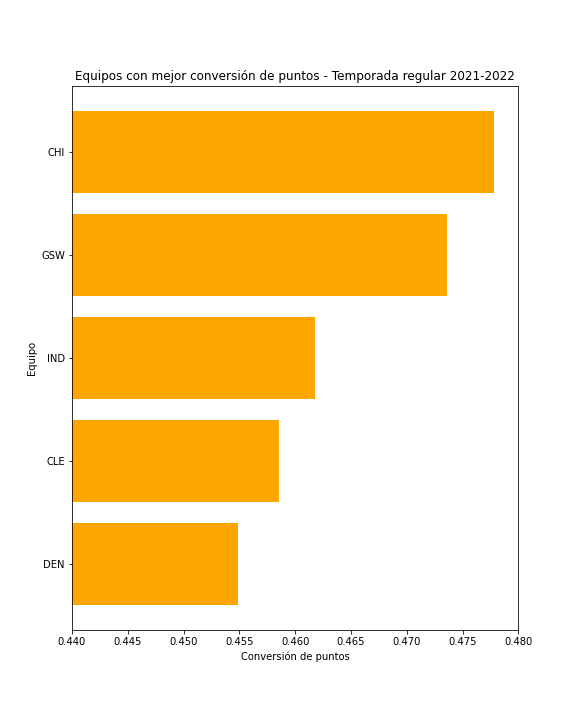 Equipos con mejor conversión de puntos - Temporada regular 2021-2022
CHI
GSW
IND
CLE
DEN
Equipo
0.440 0.445 0.450 0.455 0.460 0.465 0.470 0.475 0.480
Conversión de puntos